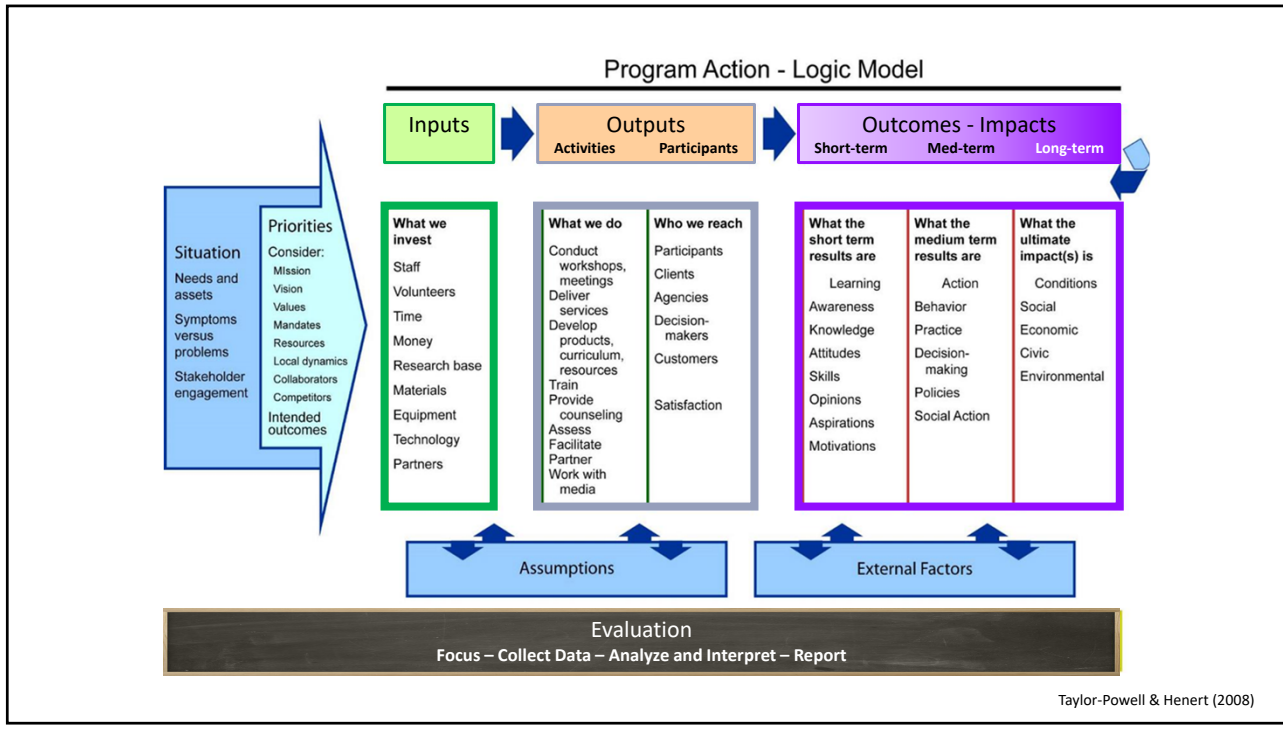 Program Action - Logic Model
Inputs
Outputs
Activities Participants
Outcomes - Impacts
Short-term Med-term Long-term
Situation
Needs and
assets
Symptoms
versus
problems
Stakeholder
engagement
Priorities
Consider:
MIssion
Vision
Values
Mandates
Resources
Local dynamics
Collaborators
Competitors
Intended
outcomes
What we
invest
Staff
Volunteers
Time
Money
Research base
Materials
Equipment
Technology
Partners
What we do
Conduct
workshops,
meetings
Deliver
services
Develop
products,
curriculum,
resources
Train
Provide
counseling
Assess
Facilitate
Partner
Work with
media
Who we reach
Participants
Clients
Agencies
Decision-
makers
Customers
Satisfaction
What the
short term
results are
Learning
Awareness
Knowledge
Attitudes
Skills
Opinions
Aspirations
Motivations
What the
medium term
results are
Action
Behavior
Practice
Decision-
making
Policies
Social Action
What the
ultimate
impact(s) is
Conditions
Social
Economic
Civic
Environmental
Assumptions
External Factors
Evaluation
Focus – Collect Data – Analyze and Interpret – Report
Taylor-Powell & Henert (2008)